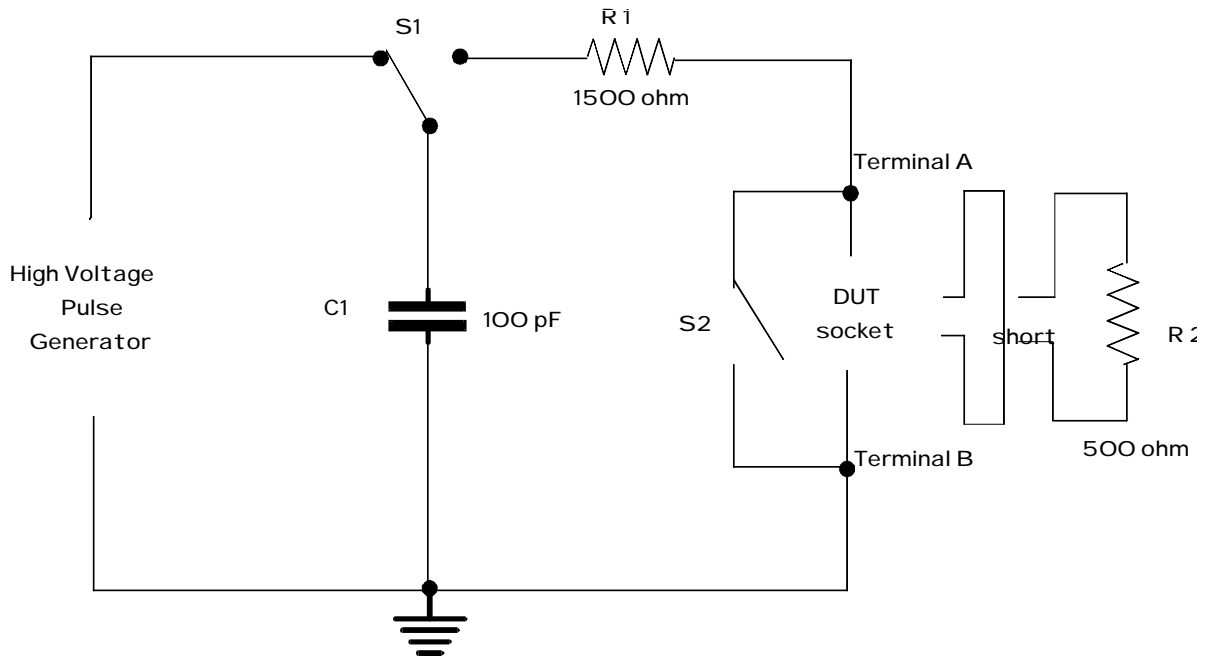 S1
R1
1500 ohm
Terminal A
High Voltage
Pulse
Generator
C1
100 pF
S2
DUT
socket
short
R2
500 ohm
Terminal B